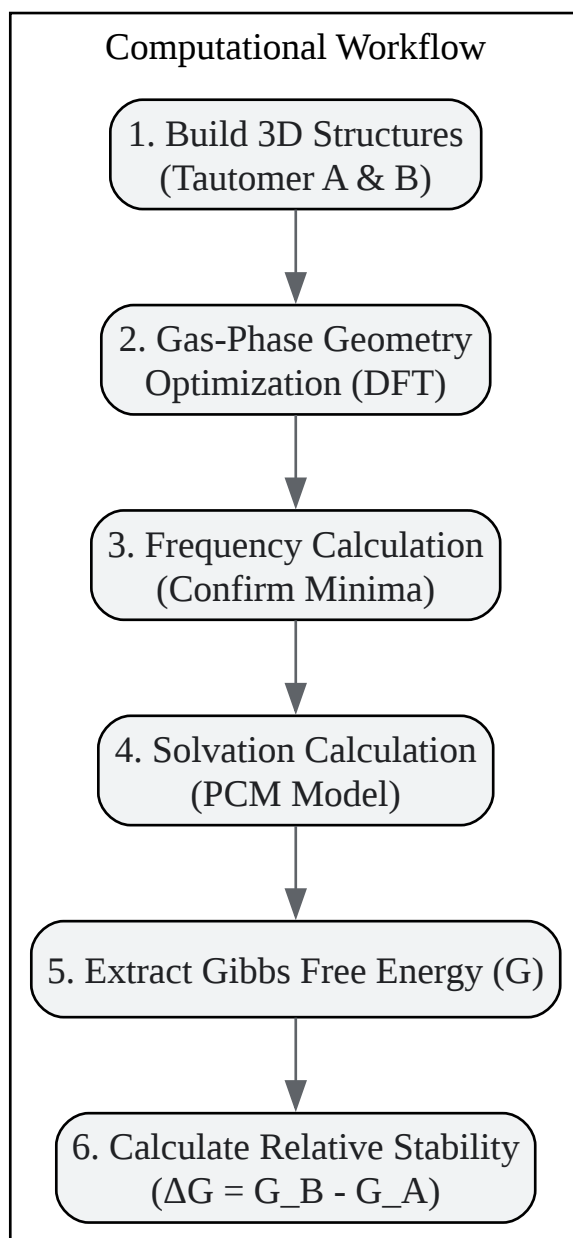 Computational Workflow
1. Build 3D Structures
(Tautomer A & B)
2. Gas-Phase Geometry
Optimization (DFT)
3. Frequency Calculation
(Confirm Minima)
4. Solvation Calculation
(PCM Model)
5. Extract Gibbs Free Energy (G)
6. Calculate Relative Stability
(ΔG = G_B - G_A)